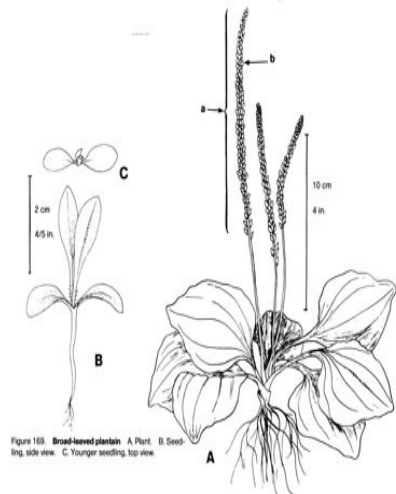 b
a
C
10 cm
4 in.
2 cm
4/5 in.
B
A
Figure 169. Broad-leaved plantain A. Plant. B. Seed-
ling, side view. C. Younger seedling, top view.